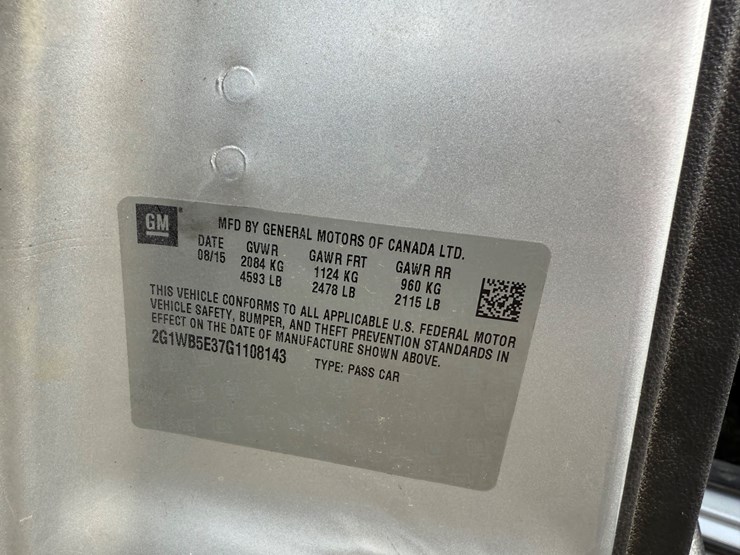 GM
MFD BY GENERAL MOTORS OF CANADA LTD.
DATE GVWR GAWR FRT GAWR RR
08/15 2084 KG 1124 KG 960 KG
4593 LB 2478 LB 2115 LB
THIS VEHICLE CONFORMS TO ALL APPLICABLE U.S. FEDERAL MOTOR
VEHICLE SAFETY, BUMPER, AND THEFT PREVENTION STANDARDS IN
EFFECT ON THE DATE OF MANUFACTURE SHOWN ABOVE.
2G1WB5E37G1108143 TYPE: PASS CAR